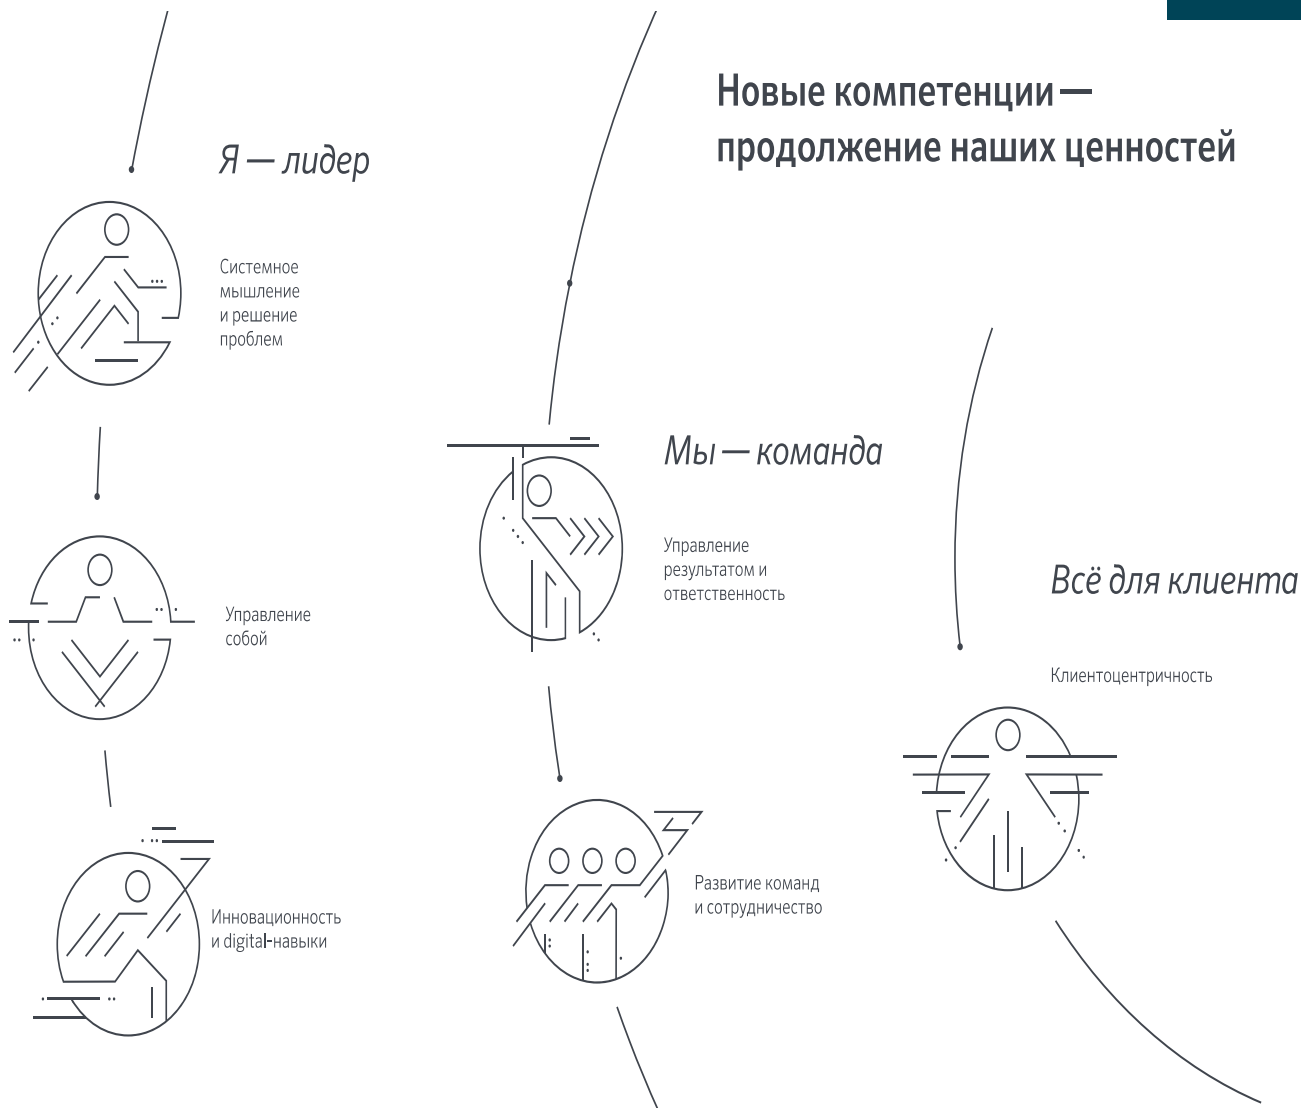 Новые компетенции —
продолжение наших ценностей
Я — лидер
Системное
мышление
и решение
проблем
Управление
собой
Инновационность
и digital-навыки
Мы — команда
Управление
результатом и
ответственность
Развитие команд
и сотрудничество
Всё для клиента
Клиентоцентричность